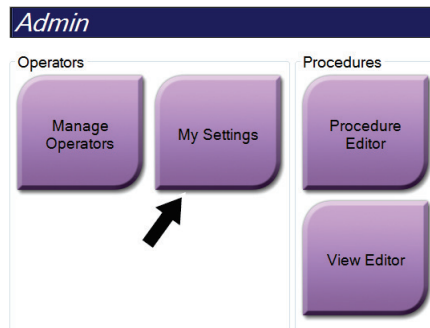 Admin
Operators
Procedures
Manage
Operators
My Settings
Procedure
Editor
View Editor